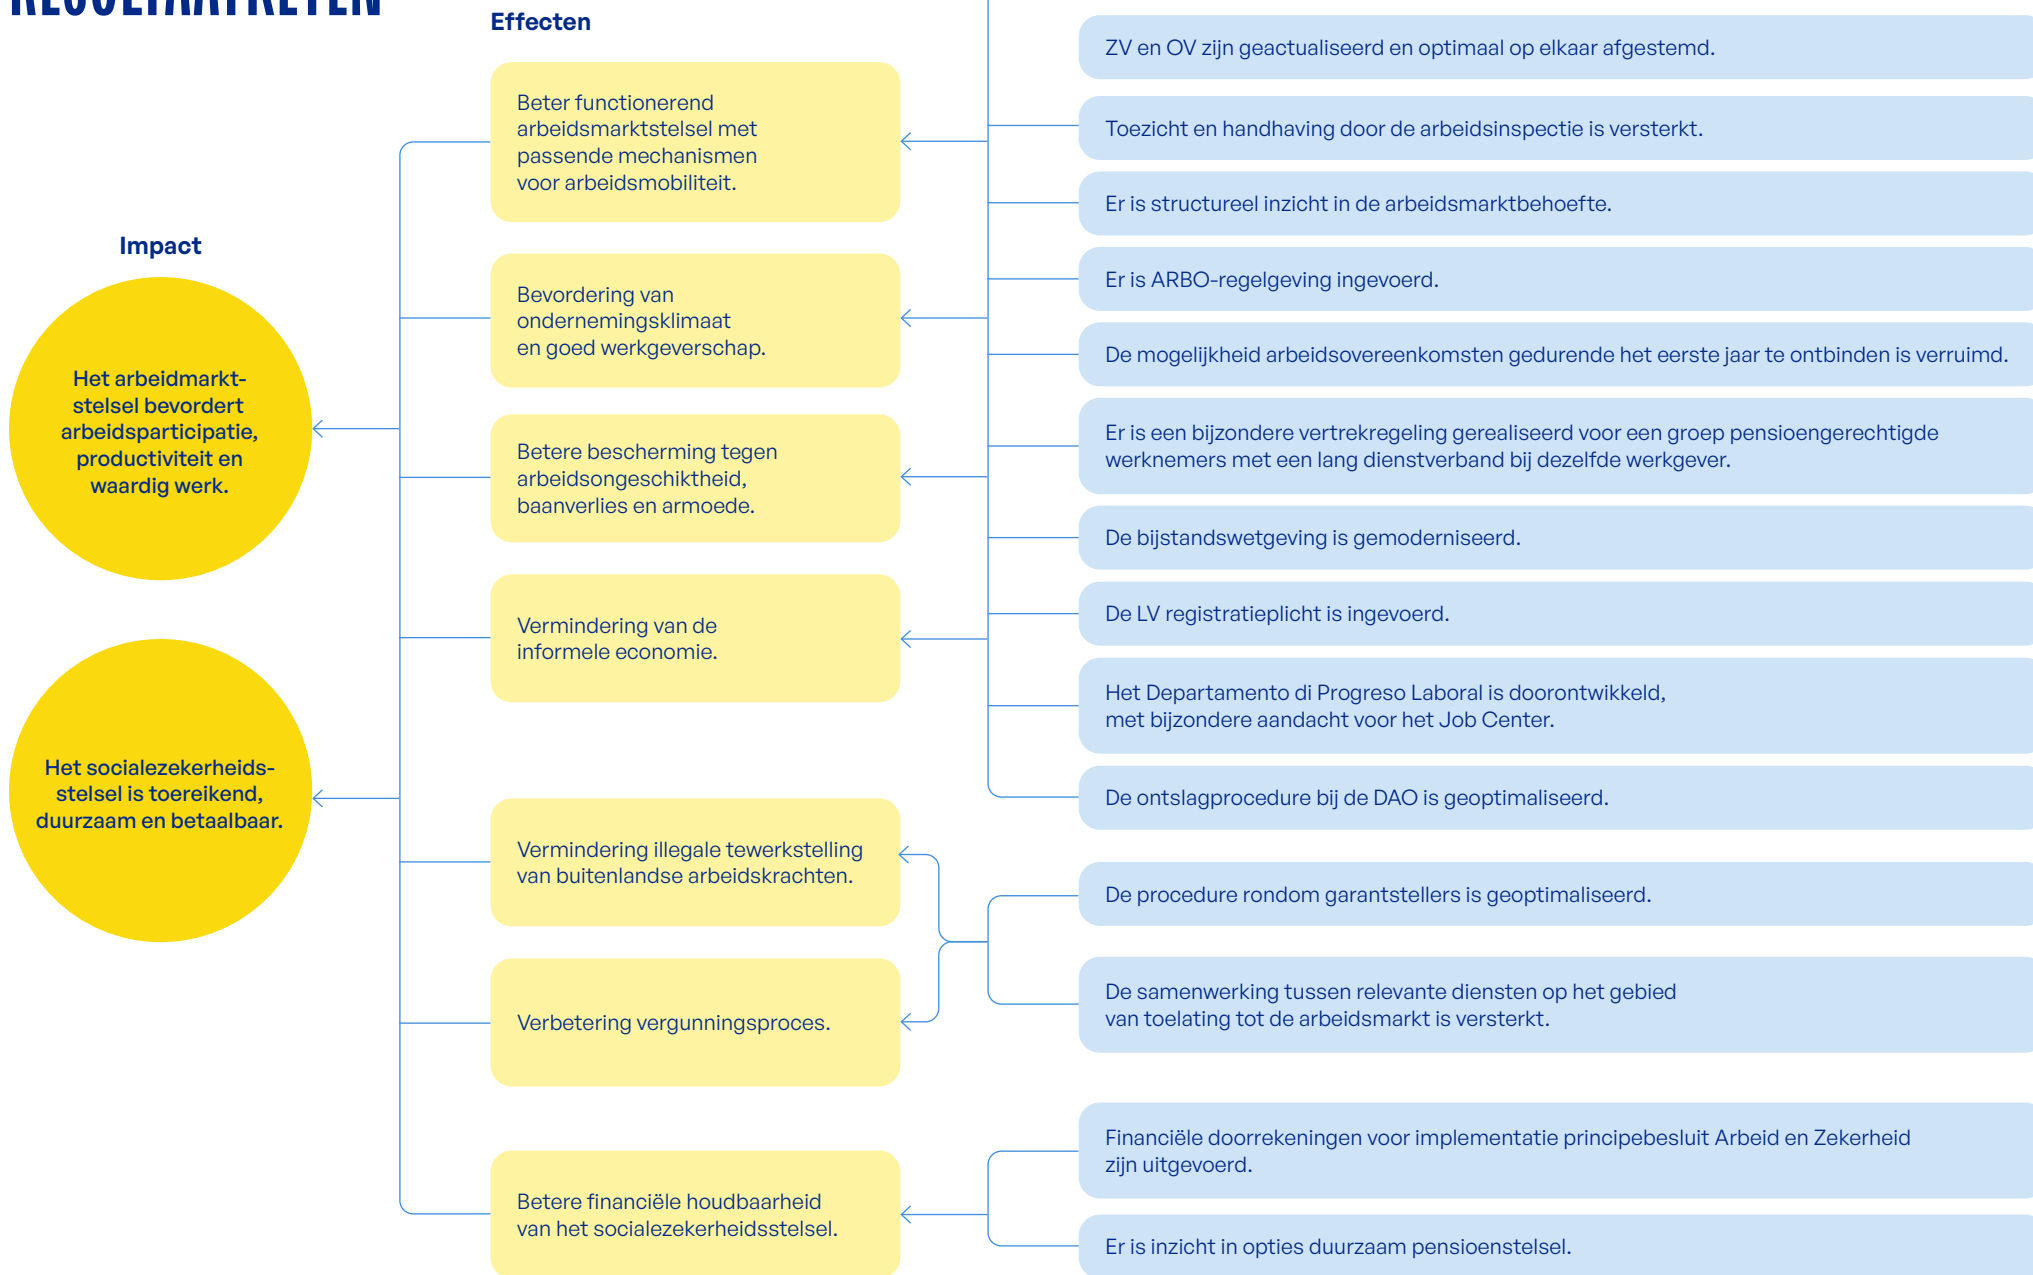 RESULTAATKETEN
Impact
Het arbeidmarkt-
stelsel bevordert
arbeidsparticipatie,
productiviteit en
waardig werk.
Het socialezekerheids-
stelsel is toereikend,
duurzaam en betaalbaar.
Effecten
Beter functionerend
arbeidsmarktstelsel met
passende mechanismen
voor arbeidsmobiliteit.
Bevordering van
ondernemingsklimaat
en goed werkgeverschap.
Betere bescherming tegen
arbeidsongeschiktheid,
baanverlies en armoede.
Vermindering van de
informele economie.
Vermindering illegale tewerkstelling
van buitenlandse arbeidskrachten.
Verbetering vergunningsproces.
Betere financiële houdbaarheid
van het socialezekerheidsstelsel.
ZV en OV zijn geactualiseerd en optimaal op elkaar afgestemd.
Toezicht en handhaving door de arbeidsinspectie is versterkt.
Er is structureel inzicht in de arbeidsmarktbehoefte.
Er is ARBO-regelgeving ingevoerd.
De mogelijkheid arbeidsovereenkomsten gedurende het eerste jaar te ontbinden is verruimd.
Er is een bijzondere vertrekregeling gerealiseerd voor een groep pensioengerechtigde
werknemers met een lang dienstverband bij dezelfde werkgever.
De bijstandswetgeving is gemoderniseerd.
De LV registratieplicht is ingevoerd.
Het Departamento di Progreso Laboral is doorontwikkeld,
met bijzondere aandacht voor het Job Center.
De ontslagprocedure bij de DAO is geoptimaliseerd.
De procedure rondom garantstellers is geoptimaliseerd.
De samenwerking tussen relevante diensten op het gebied
van toelating tot de arbeidsmarkt is versterkt.
Financiële doorrekeningen voor implementatie principebesluit Arbeid en Zekerheid
zijn uitgevoerd.
Er is inzicht in opties duurzaam pensioenstelsel.